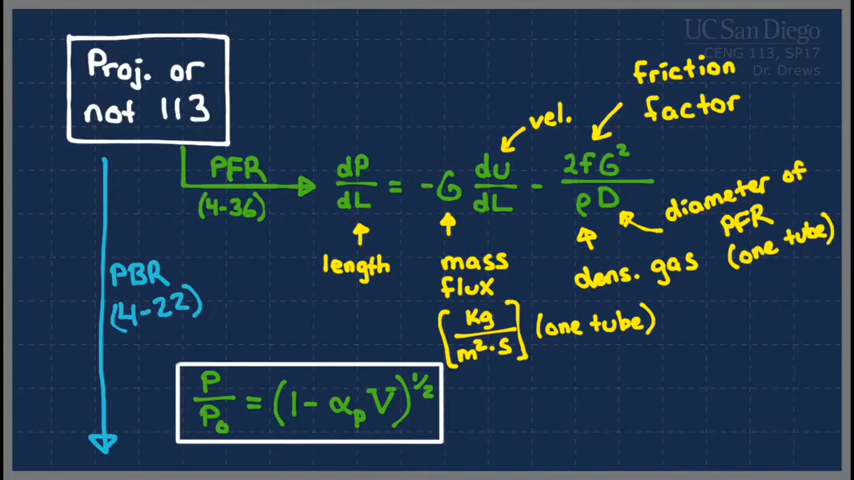 UC San Diego
CENG 113, SP17
Dr. Drews
Proj. or
not 113
friction
factor
vel.
PFR
(4-36)
dP/dL = -G du/dL - 2fG²/ρD
length
mass
flux
[Kg/m²·s] (one tube)
dens. gas
diameter of
PFR
(one tube)
PBR
(4-22)
P/P₀ = (1 - αₚV)^1/2